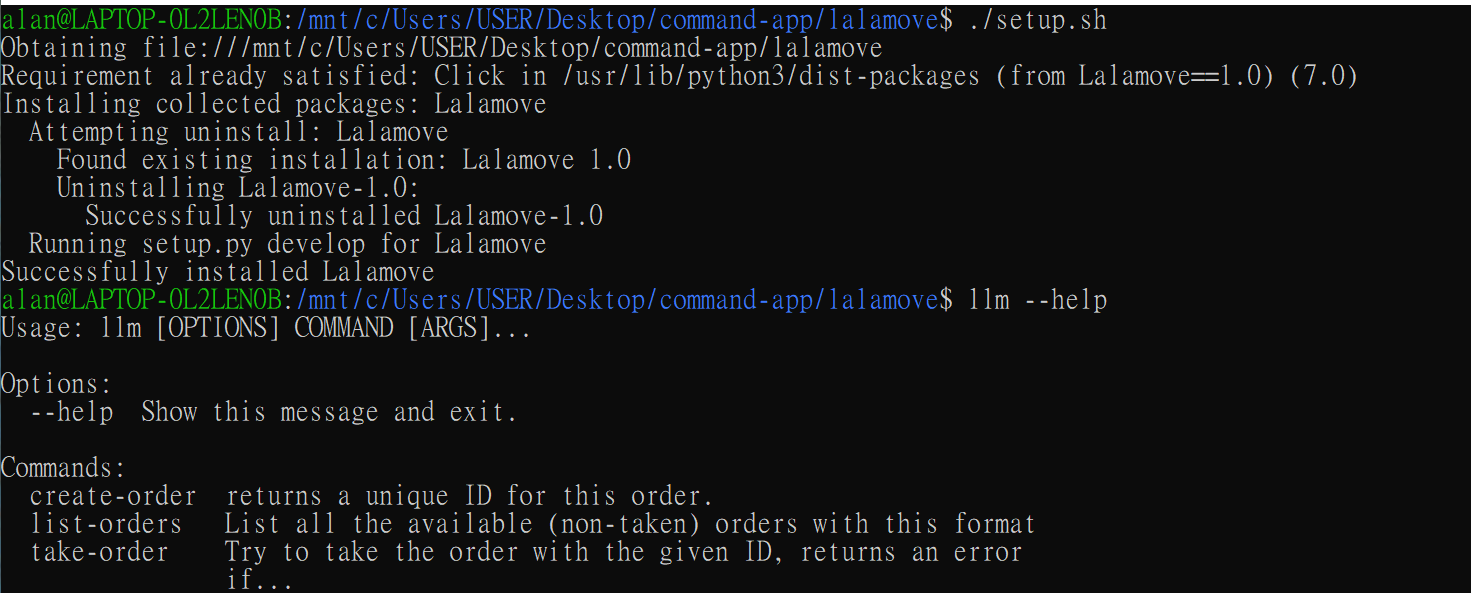 alan@LAPTOP-0L2LEN0B:/mnt/c/Users/USER/Desktop/command-app/lalamove$ ./setup.sh
Obtaining file:///mnt/c/Users/USER/Desktop/command-app/lalamove
Requirement already satisfied: Click in /usr/lib/python3/dist-packages (from Lalamove==1.0) (7.0)
Installing collected packages: Lalamove
  Attempting uninstall: Lalamove
    Found existing installation: Lalamove 1.0
    Uninstalling Lalamove-1.0:
      Successfully uninstalled Lalamove-1.0
  Running setup.py develop for Lalamove
Successfully installed Lalamove
alan@LAPTOP-0L2LEN0B:/mnt/c/Users/USER/Desktop/command-app/lalamove$ llm --help
Usage: llm [OPTIONS] COMMAND [ARGS]...

Options:
  --help  Show this message and exit.

Commands:
  create-order  returns a unique ID for this order.
  list-orders   List all the available (non-taken) orders with this format
  take-order    Try to take the order with the given ID, returns an error
                if...